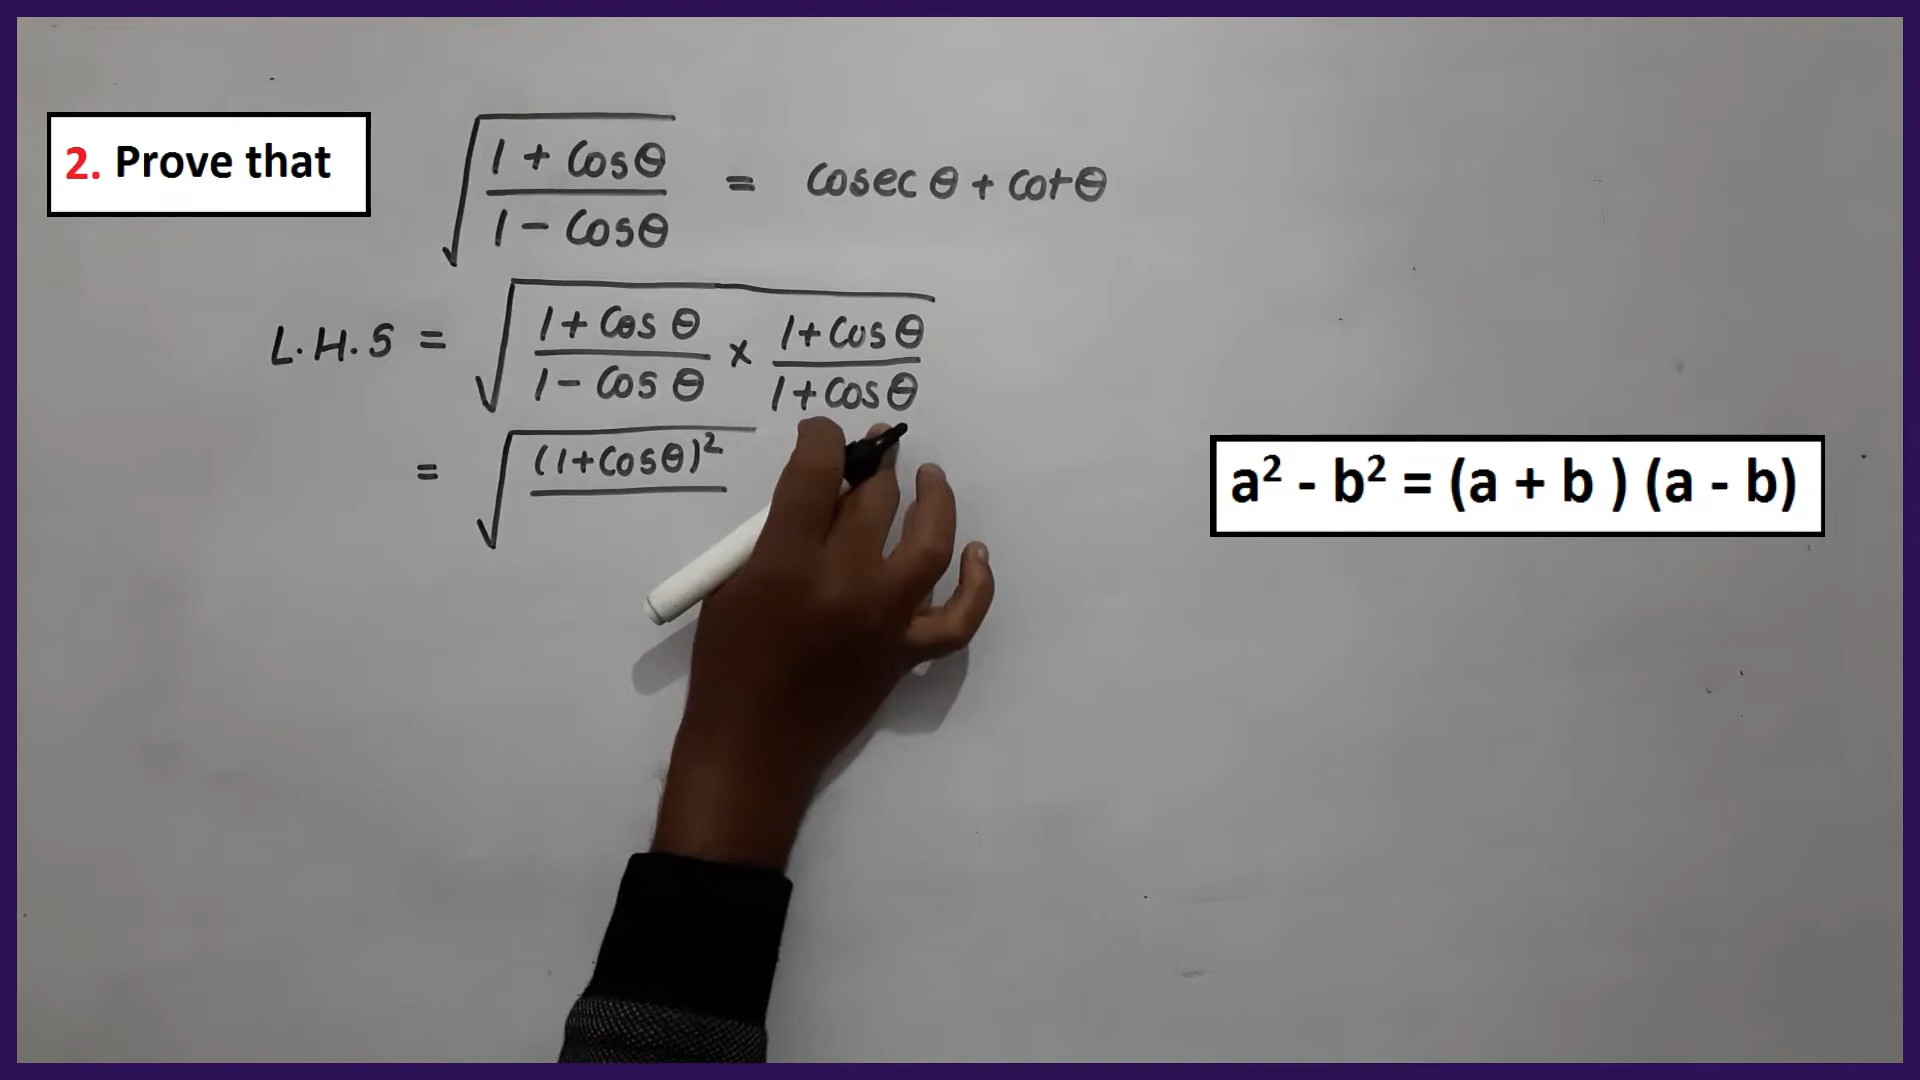 2. Prove that √((1 + Cosθ)/(1 - Cosθ)) = Cosec θ + Cotθ
L.H.S = √((1 + Cos θ)/(1 - Cos θ) × (1 + Cos θ)/(1 + Cos θ))
= √((1+Cosθ)²
a² - b² = (a + b ) (a - b)